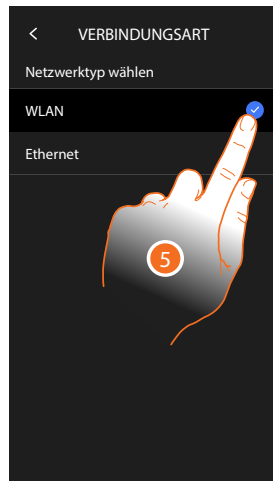 VERBINDUNGSART
Netzwerktyp wählen
WLAN
Ethernet
5